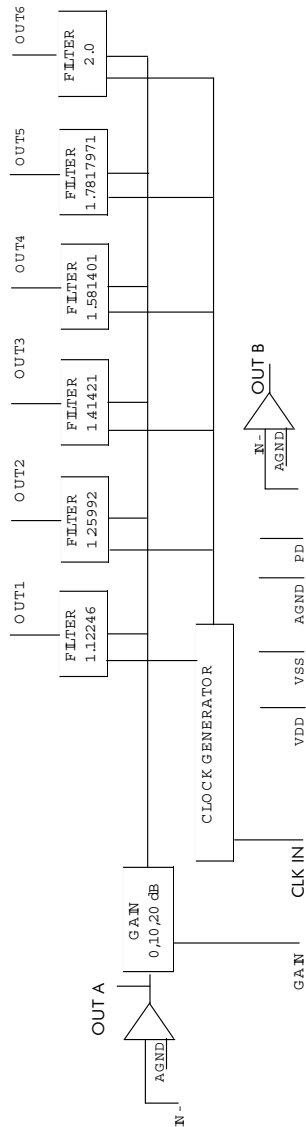 OUT1
OUT2
OUT3
OUT4
OUT5
OUT6
FILTER
1.12246
FILTER
1.25992
FILTER
1.41421
FILTER
1.581401
FILTER
1.7817971
FILTER
2.0
OUT A
GAIN
0,10,20 dB
CLOCK GENERATOR
AGND
IN-
GAIN
CLK IN
VDD
VSS
AGND
PD
IN-
AGND
OUT B